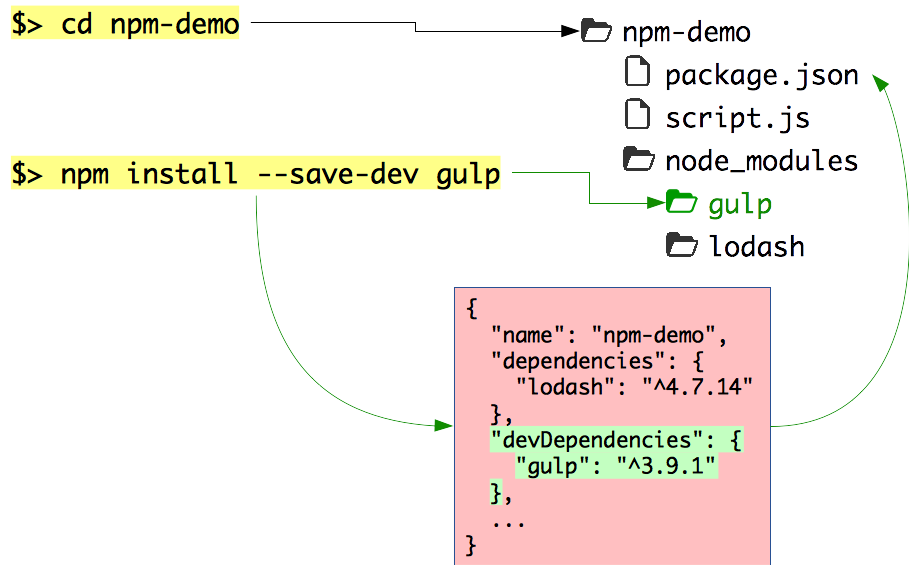 $> cd npm-demo
npm-demo
package.json
script.js
$> npm install --save-dev gulp
node_modules
gulp
lodash
{
  "name": "npm-demo",
  "dependencies": {
    "lodash": "^4.7.14"
  },
  "devDependencies": {
    "gulp": "^3.9.1"
  },
  ...
}